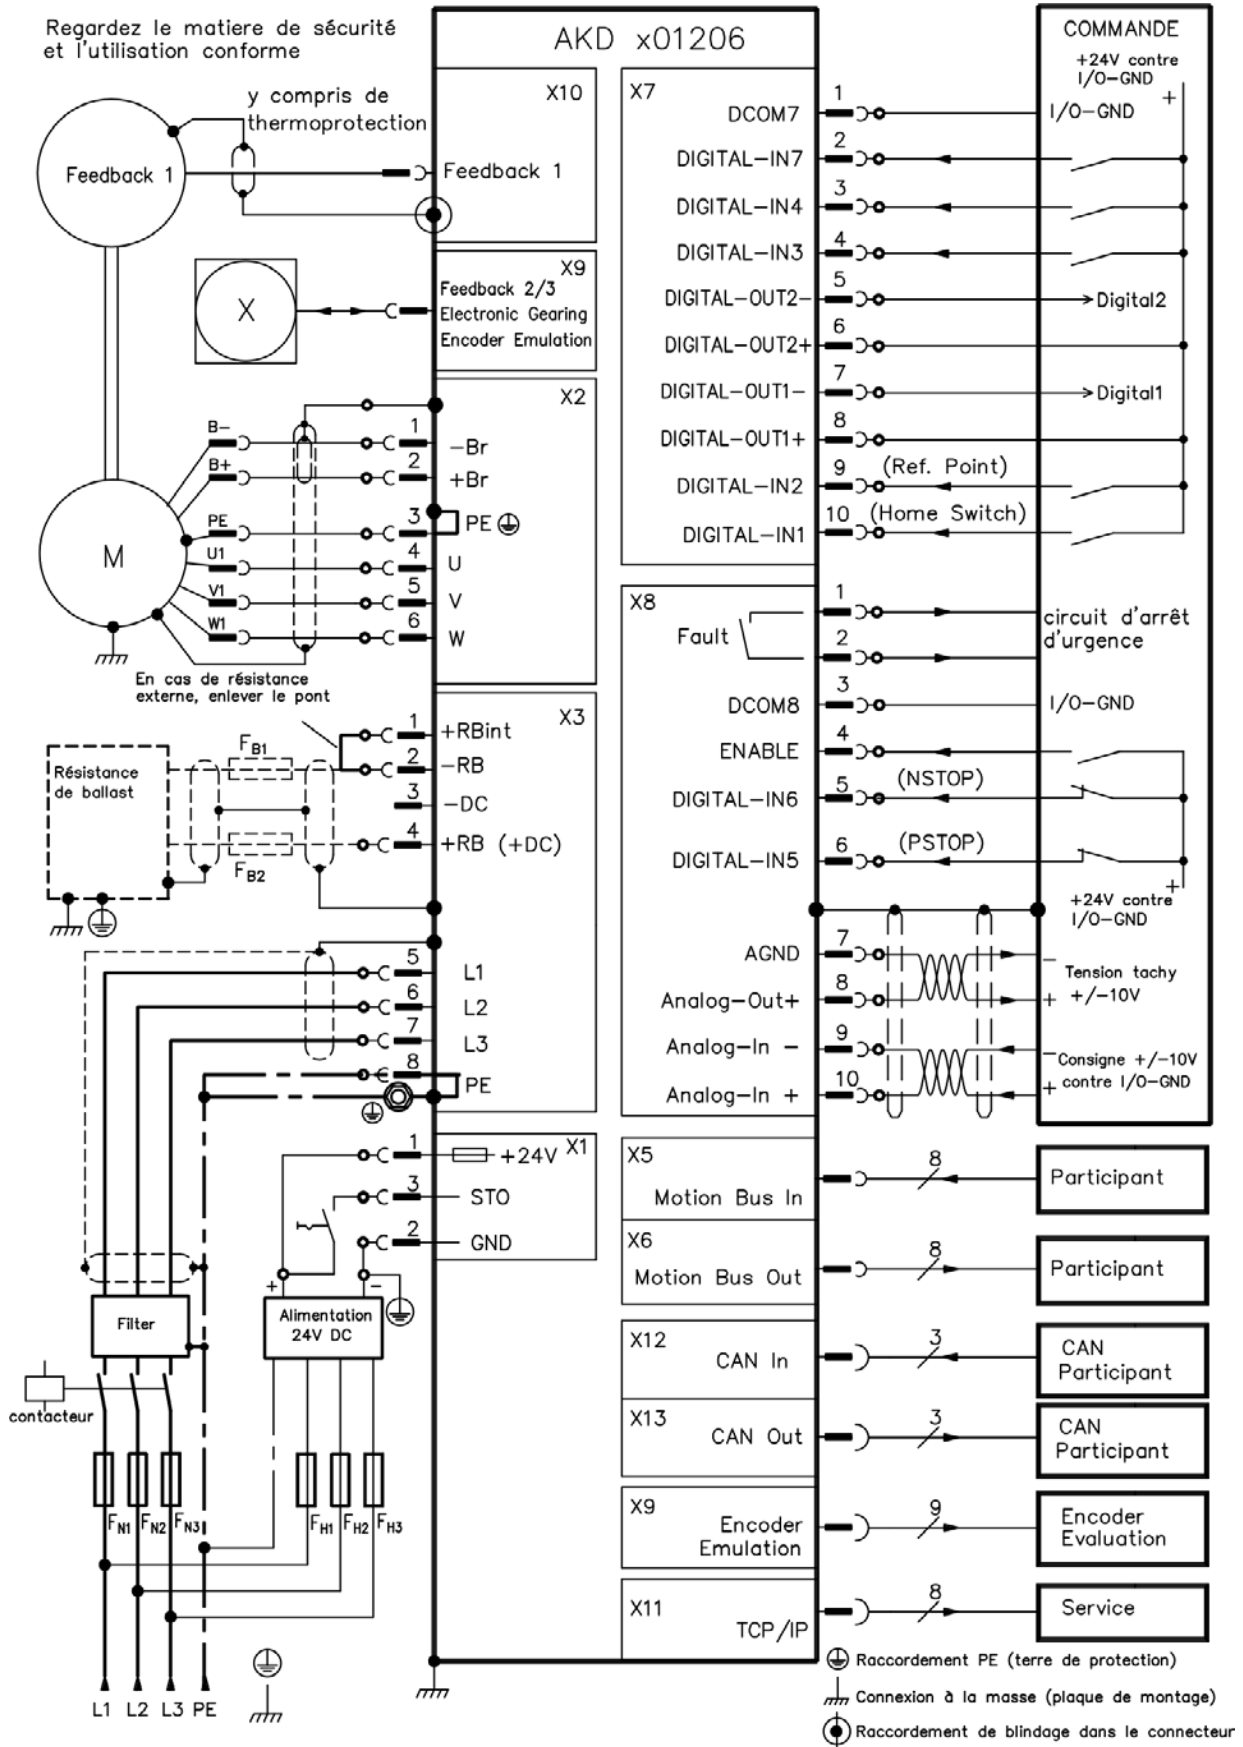 Regardez le matiere de sécurité
et l'utilisation conforme
AKD x01206
y compris de
thermoprotection
Feedback 1
X10
Feedback 1
X
X9
Feedback 2/3
Electronic Gearing
Encoder Emulation
X2
B-
1
-Br
B+
2
+Br
PE
3
PE
M
U1
4
U
V1
5
V
W1
6
W
En cas de résistance
externe, enlever le pont
X3
1
+RBint
2
-RB
3
-DC
4
+RB (+DC)
Résistance
de ballast
FB1
FB2
5
L1
6
L2
7
L3
8
PE
X1
1
+24V
3
STO
2
GND
+
-
Filter
Alimentation
24V DC
contacteur
FN1
FN2
FN3
FH1
FH2
FH3
L1
L2
L3
PE
X7
DCOM7
1
DIGITAL-IN7
2
DIGITAL-IN4
3
DIGITAL-IN3
4
DIGITAL-OUT2-
5
DIGITAL-OUT2+
6
DIGITAL-OUT1-
7
DIGITAL-OUT1+
8
DIGITAL-IN2
9
(Ref. Point)
DIGITAL-IN1
10
(Home Switch)
COMMANDE
+24V contre
I/O-GND
+
I/O-GND
Digital2
Digital1
X8
Fault
1
2
circuit d'arrêt
d'urgence
DCOM8
3
I/O-GND
ENABLE
4
DIGITAL-IN6
5
(NSTOP)
DIGITAL-IN5
6
(PSTOP)
+
+24V contre
I/O-GND
AGND
7
-
Tension tachy
+/-10V
Analog-Out+
8
+
Analog-In -
9
-
Consigne +/-10V
contre I/O-GND
Analog-In +
10
+
X5
Motion Bus In
8
Participant
X6
Motion Bus Out
8
Participant
X12
CAN In
3
CAN
Participant
X13
CAN Out
3
CAN
Participant
X9
Encoder
Emulation
9
Encoder
Evaluation
X11
TCP/IP
8
Service
Raccordement PE (terre de protection)
Connexion à la masse (plaque de montage)
Raccordement de blindage dans le connecteur